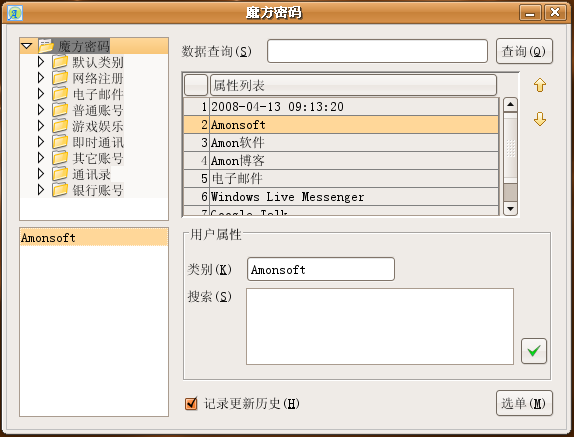 魔方密码
魔方密码
默认类别
网络注册
电子邮件
普通账号
游戏娱乐
即时通讯
其它账号
通讯录
银行账号
Amonsoft
数据查询(S)
查询(Q)
属性列表
1 2008-04-13 09:13:20
2 Amonsoft
3 Amon软件
4 Amon博客
5 电子邮件
6 Windows Live Messenger
7 Google Talk
用户属性
类别(K) Amonsoft
搜索(S)
记录更新历史(H)
选单(M)